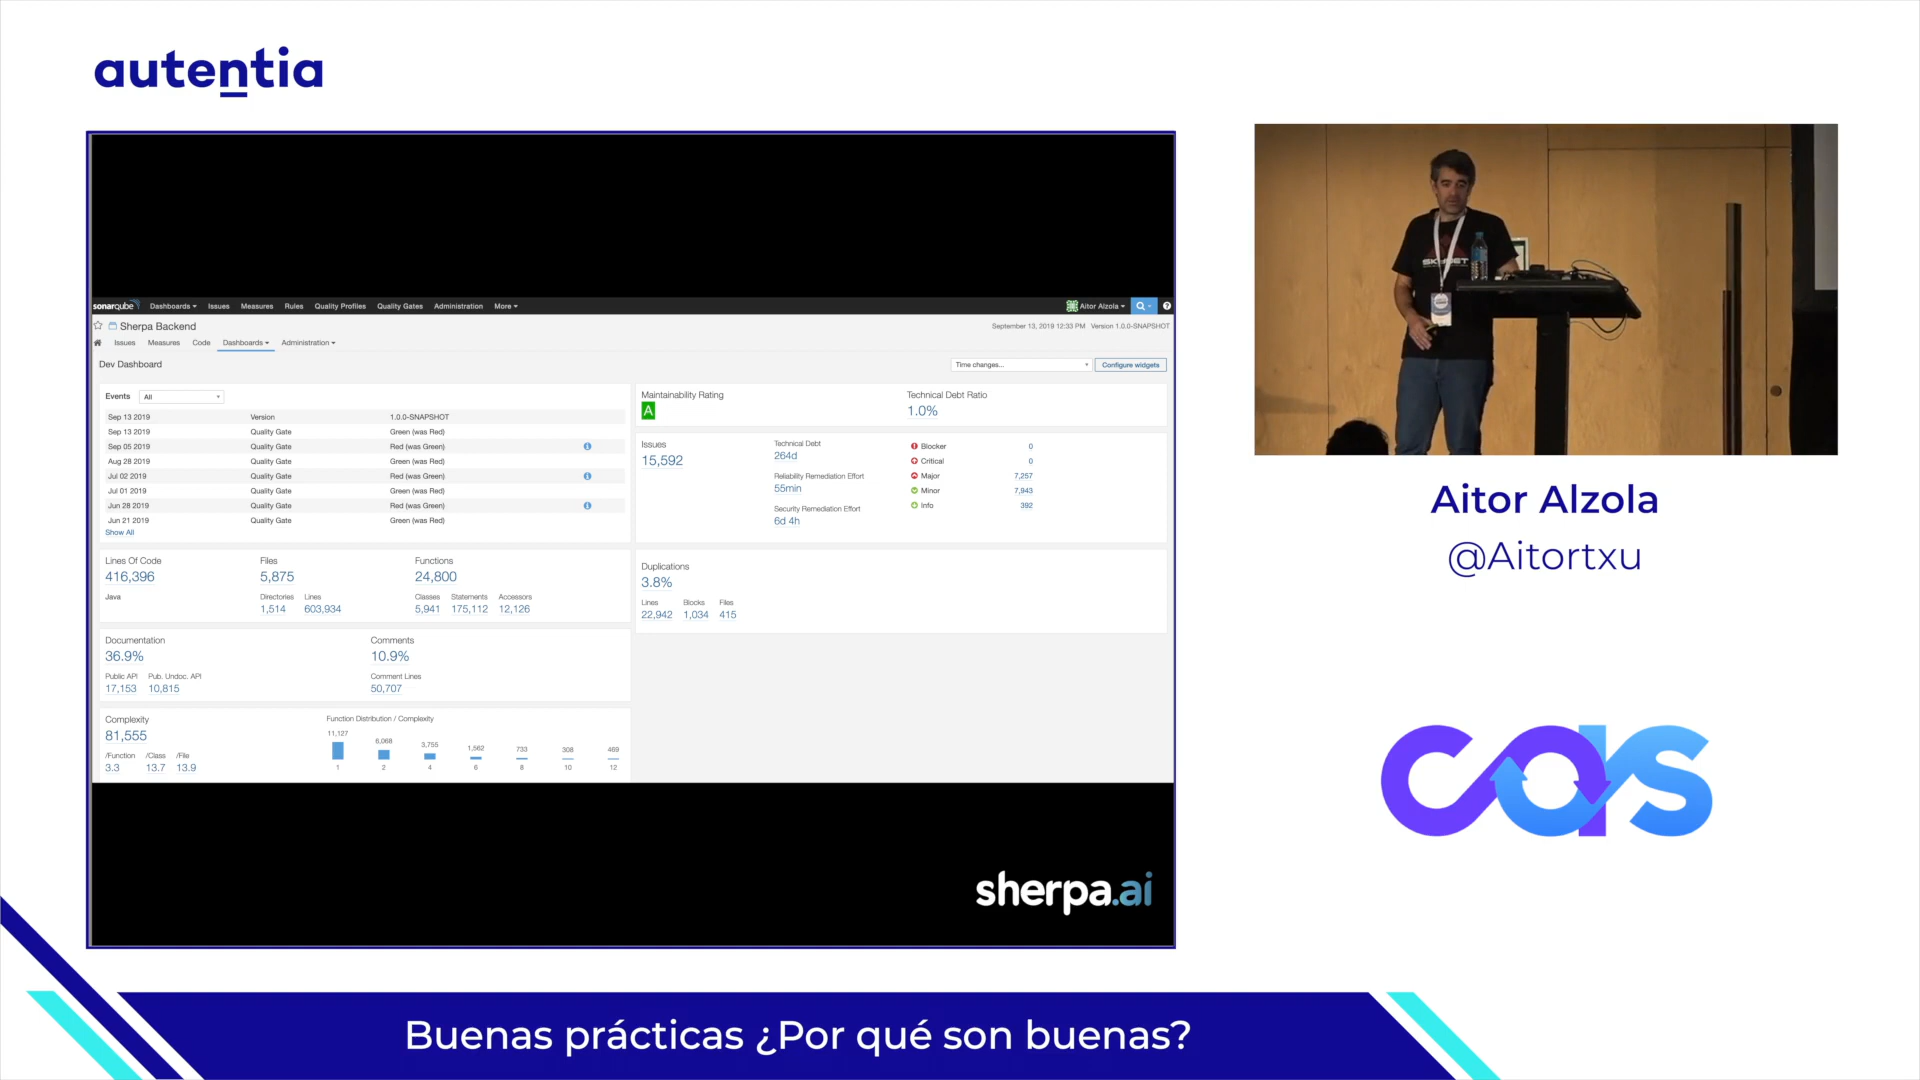 autentia
sonarqube Dashboards Issues Measures Rules Quality Profiles Quality Gates Administration More Aitor Alzola
Sherpa Backend
September 13, 2019 12:33 PM Version 1.0.0-SNAPSHOT
Issues Measures Code Dashboards Administration
Dev Dashboard
Time changes...
Configure widgets
Events All
Sep 13 2019 Version 1.0.0-SNAPSHOT
Sep 13 2019 Quality Gate Green (was Red)
Sep 05 2019 Quality Gate Red (was Green)
Aug 28 2019 Quality Gate Green (was Red)
Jul 02 2019 Quality Gate Red (was Green)
Jul 01 2019 Quality Gate Green (was Red)
Jun 28 2019 Quality Gate Red (was Green)
Jun 21 2019 Quality Gate Green (was Red)
Show All
Lines Of Code Files Functions
416,396 5,875 24,800
Java Directories Lines Classes Statements Accessors
1,514 603,934 5,941 175,112 12,126
Documentation Comments
36.9% 10.9%
Public API Pub. Undoc. API Comment Lines
17,153 10,815 50,707
Complexity
81,555
/Function /Class /File
3.3 13.7 13.9
Function Distribution / Complexity
11,127 6,068 3,755 1,562 733 308 469
1 2 4 6 8 10 12
Maintainability Rating Technical Debt Ratio
A 1.0%
Issues
15,592
Technical Debt
264d
Reliability Remediation Effort
55min
Security Remediation Effort
6d 4h
Blocker 0
Critical 0
Major 7,257
Minor 7,943
Info 392
Duplications
3.8%
Lines Blocks Files
22,942 1,034 415
sherpa.ai
SKYNET
Aitor Alzola
@Aitortxu
cas
Buenas prácticas ¿Por qué son buenas?